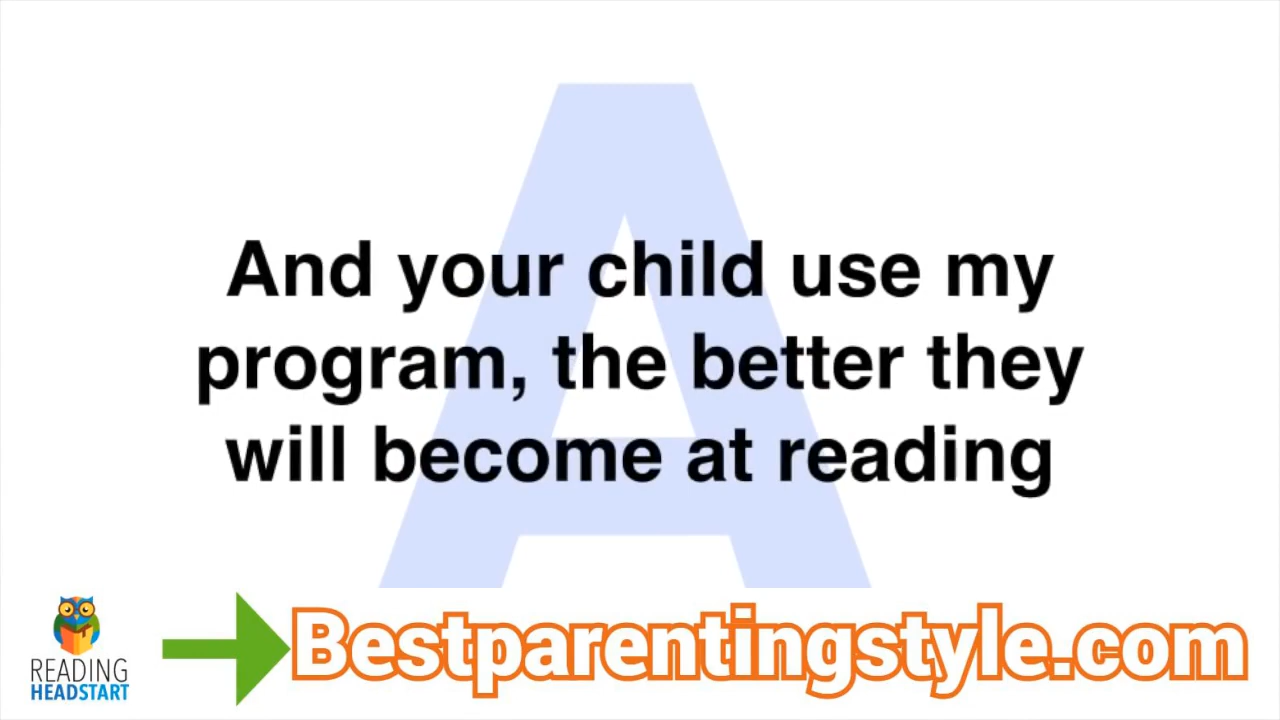 A
And your child use my
program, the better they
will become at reading
READING
HEADSTART
Bestparentingstyle.com